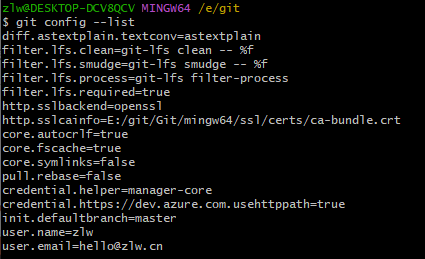 zlw@DESKTOP-DCV8QCV MINGW64 /e/git
$ git config --list
diff.astextplain.textconv=astextplain
filter.lfs.clean=git-lfs clean -- %f
filter.lfs.smudge=git-lfs smudge -- %f
filter.lfs.process=git-lfs filter-process
filter.lfs.required=true
http.sslbackend=openssl
http.sslcainfo=E:/git/Git/mingw64/ssl/certs/ca-bundle.crt
core.autocrlf=true
core.fscache=true
core.symlinks=false
pull.rebase=false
credential.helper=manager-core
credential.https://dev.azure.com.usehttppath=true
init.defaultbranch=master
user.name=zlw
user.email=hello@zlw.cn